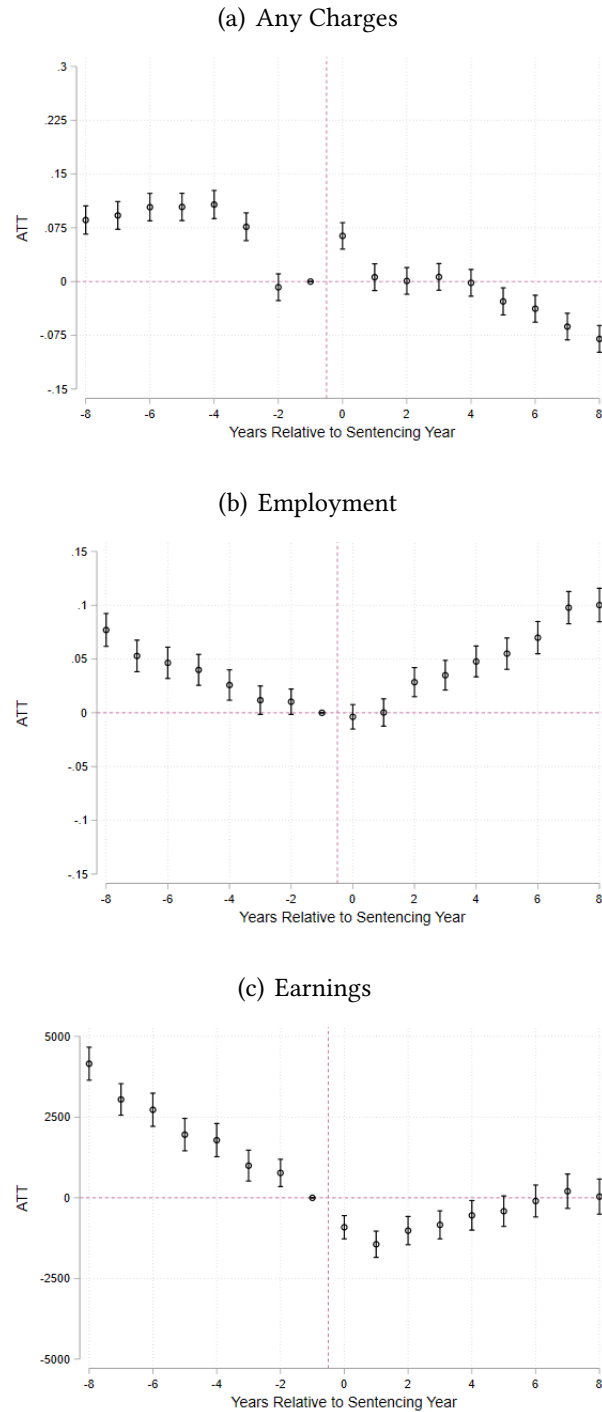 (a) Any Charges
.3
.225
.15
.075
0
-.075
-.15
ATT
-8 -6 -4 -2 0 2 4 6 8
Years Relative to Sentencing Year
(b) Employment
.15
.1
.05
0
-.05
-.1
-.15
ATT
-8 -6 -4 -2 0 2 4 6 8
Years Relative to Sentencing Year
(c) Earnings
5000
2500
0
-2500
-5000
ATT
-8 -6 -4 -2 0 2 4 6 8
Years Relative to Sentencing Year